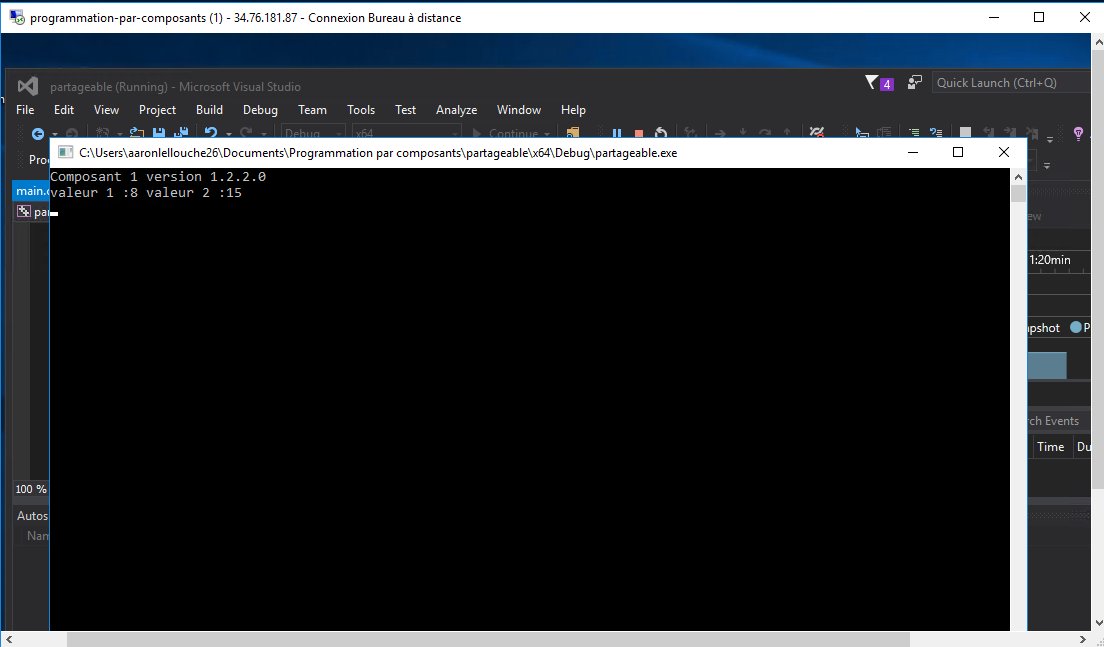 programmation-par-composants (1) - 34.76.181.87 - Connexion Bureau à distance
partageable (Running) - Microsoft Visual Studio
4
Quick Launch (Ctrl+Q)
File Edit View Project Build Debug Team Tools Test Analyze Window Help
Debug x64 Continue
Proc
C:\Users\aaronlellouche26\Documents\Programmation par composants\partageable\x64\Debug\partageable.exe
Composant 1 version 1.2.2.0
main.c
valeur 1 :8 valeur 2 :15
par
ew
1:20min
apshot P
rch Events
Time Du
100 %
Autos
Nam